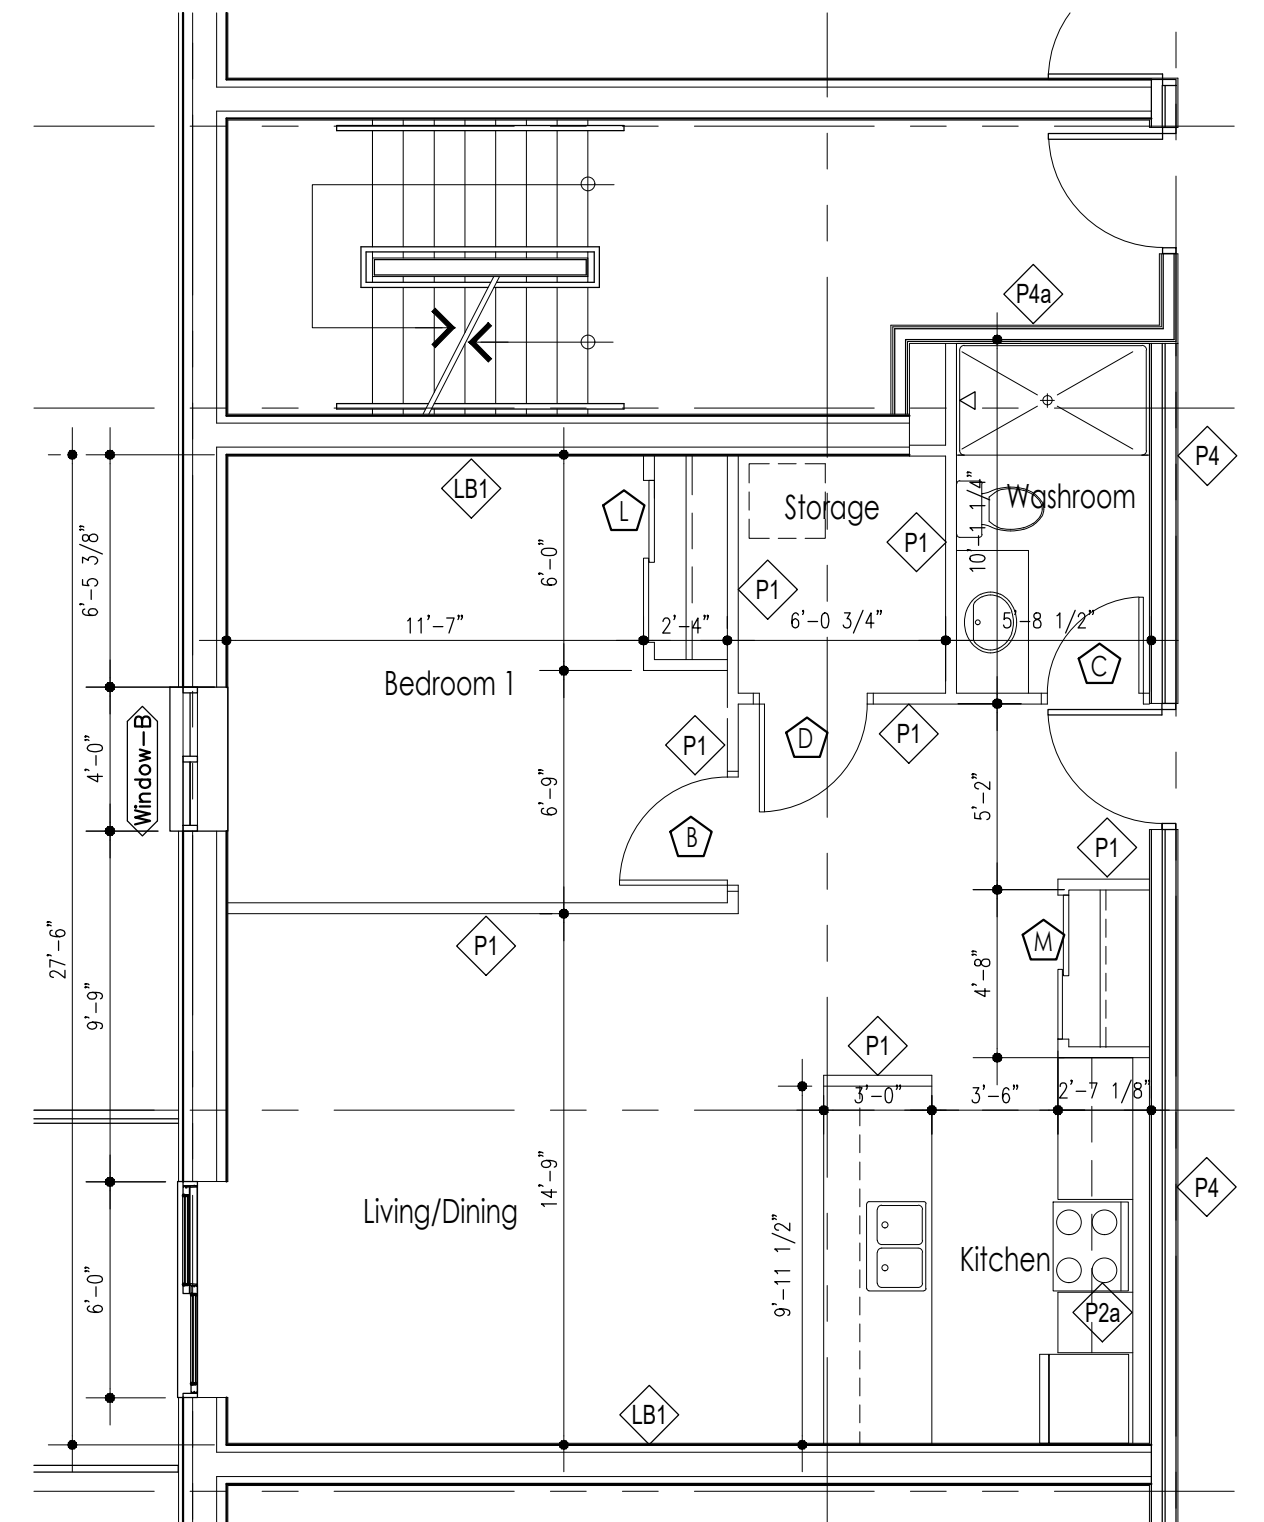 P4a
P4
LB1
L
Storage
Washroom
10'-1 1/4"
P1
6'-5 3/8"
6'-0"
P1
11'-7"
2'-4"
6'-0 3/4"
5'-8 1/2"
Bedroom 1
C
Window-B
4'-0"
P1
D
P1
6'-9"
5'-2"
B
P1
27'-6"
P1
M
9'-9"
4'-8"
P1
3'-0"
3'-6"
2'-7 1/8"
14'-9"
P4
Living/Dining
9'-11 1/2"
Kitchen
6'-0"
P2a
LB1